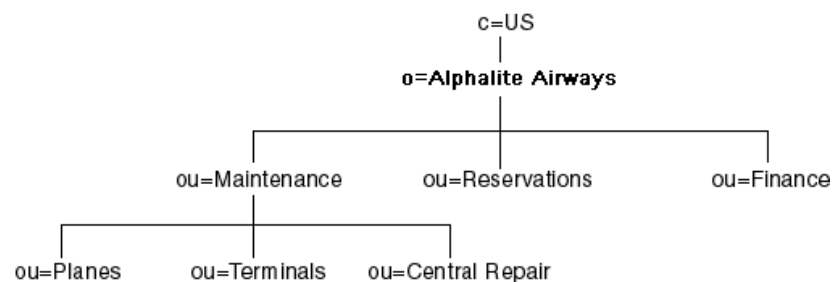 c=US
o=Alphalite Airways
ou=Maintenance ou=Reservations ou=Finance
ou=Planes ou=Terminals ou=Central Repair